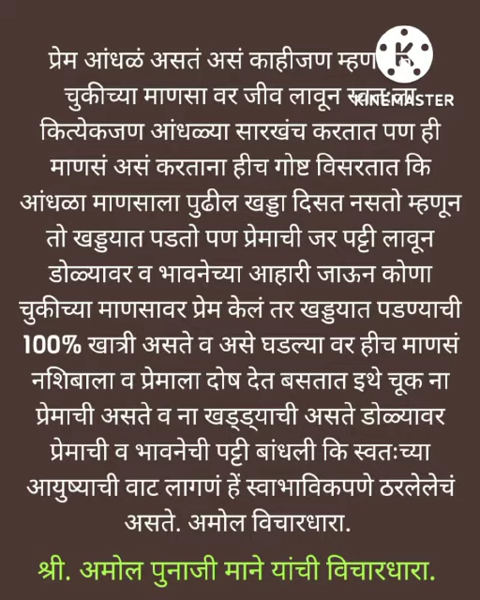 प्रेम आंधळं असतं असं काहीजण
KINEMASTER
चुकीच्या माणसा वर जीव लावून
कित्येकजण आंधळ्या सारखंच करतात पण ही
माणसं असं करताना हीच गोष्ट विसरतात कि
आंधळा माणसाला पुढील खड्डा दिसत नसतो म्हणून
तो खड्डयात पडतो पण प्रेमाची जर पट्टी लावून
डोळ्यावर व भावनेच्या आहारी जाऊन कोणा
चुकीच्या माणसावर प्रेम केलं तर खड्डयात पडण्याची
100% खात्री असते व असे घडल्या वर हीच माणसं
नशिबाला व प्रेमाला दोष देत बसतात इथे चूक ना
प्रेमाची असते व ना खड्ड्याची असते डोळ्यावर
प्रेमाची व भावनेची पट्टी बांधली कि स्वतःच्या
आयुष्याची वाट लागणं हें स्वाभाविकपणे ठरलेलेचं
असते. अमोल विचारधारा.
श्री. अमोल पुनाजी माने यांची विचारधारा.